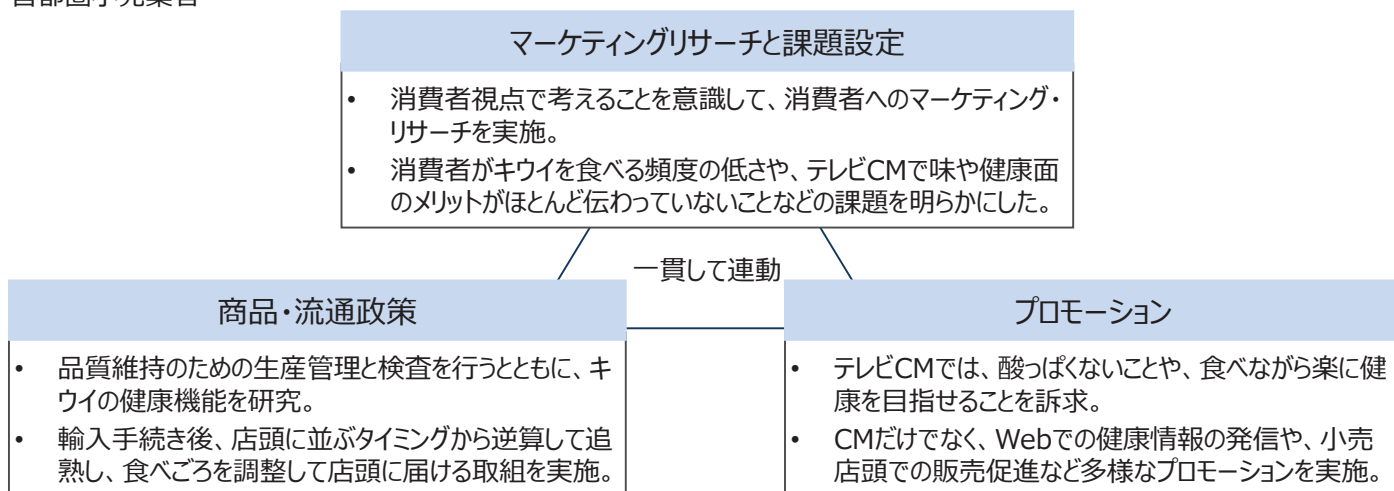 マーケティングリサーチと課題設定
• 消費者視点で考えることを意識して、消費者へのマーケティング・
リサーチを実施。
• 消費者がキウイを食べる頻度の低さや、テレビCMで味や健康面
のメリットがほとんど伝わっていないことなどの課題を明らかにした。
一貫して連動
商品・流通政策
• 品質維持のための生産管理と検査を行うとともに、キ
ウイの健康機能を研究。
• 輸入手続き後、店頭に並ぶタイミングから逆算して追
熟し、食べごろを調整して店頭に届ける取組を実施。
プロモーション
• テレビCMでは、酸っぱくないことや、食べながら楽に健
康を目指せることを訴求。
• CMだけでなく、Webでの健康情報の発信や、小売
店頭での販売促進など多様なプロモーションを実施。